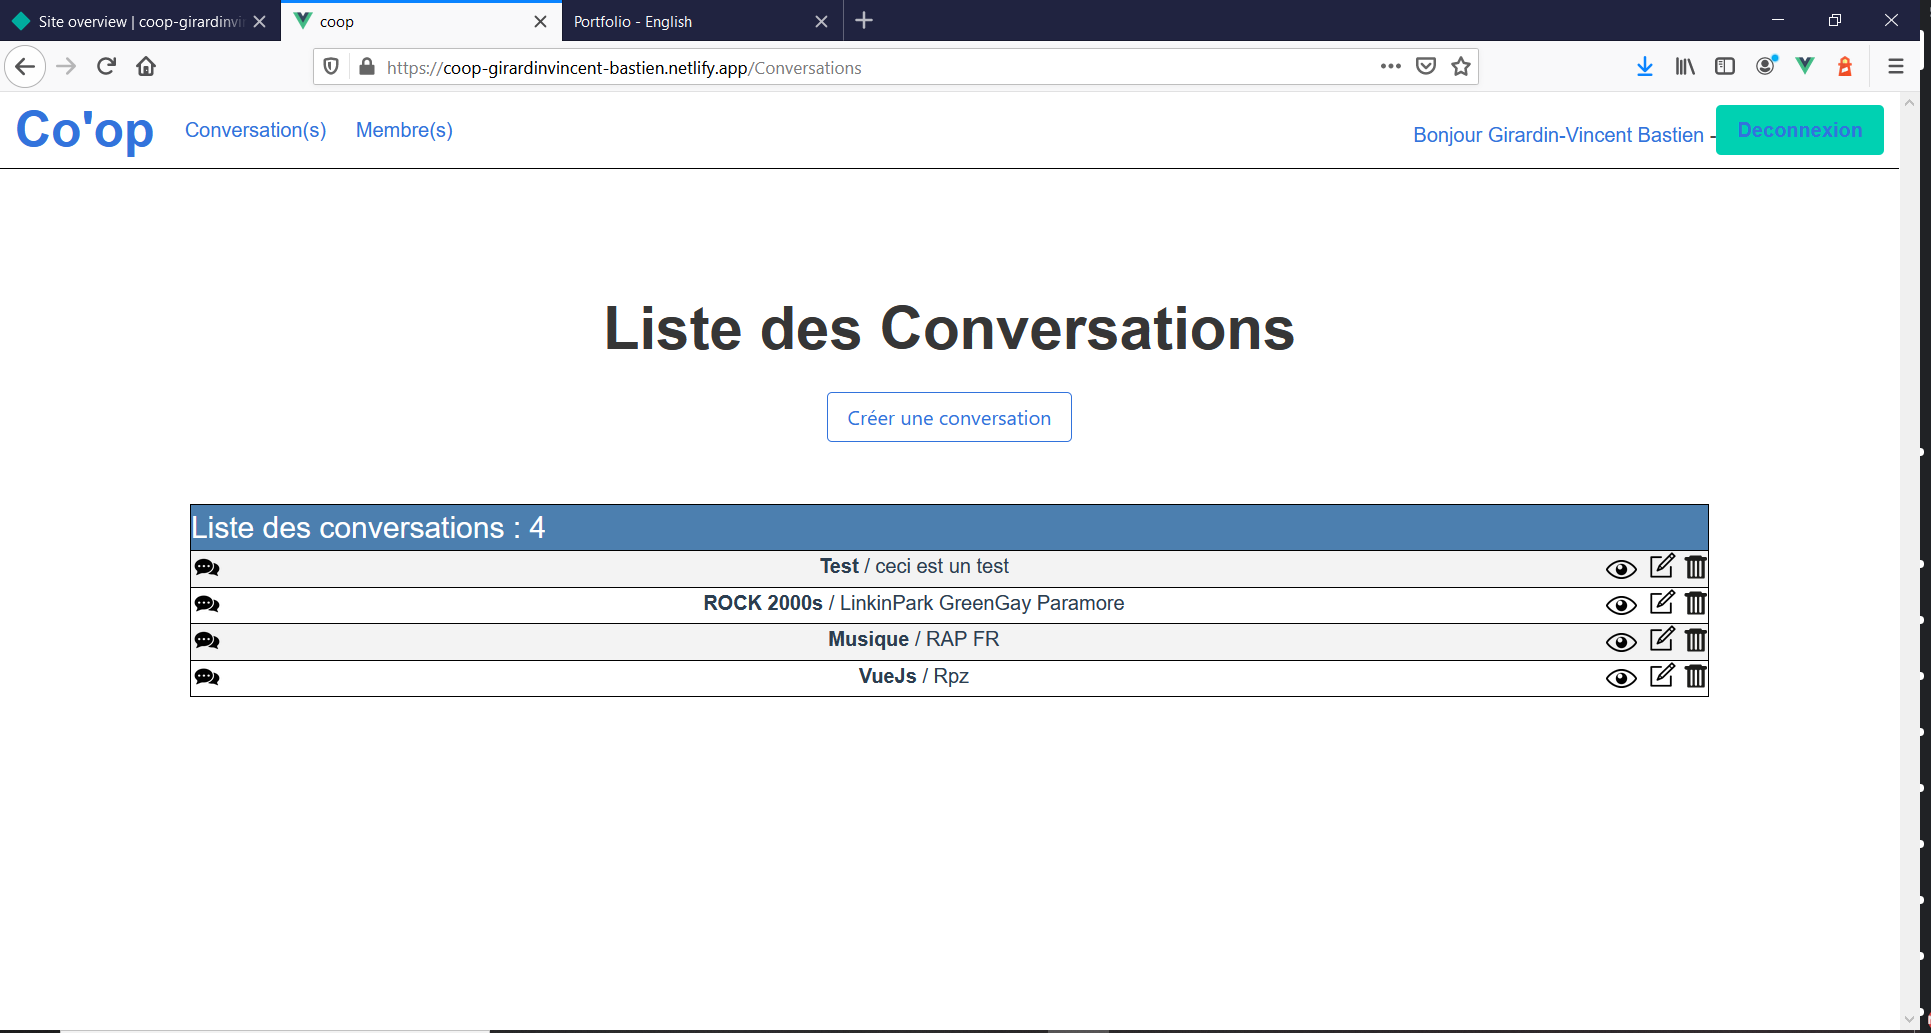 Site overview | coop-girardinvin
coop
Portfolio - English
https://coop-girardinvincent-bastien.netlify.app/Conversations
Co'op
Conversation(s)
Membre(s)
Bonjour Girardin-Vincent Bastien -
Deconnexion
Liste des Conversations
Créer une conversation
Liste des conversations : 4
Test / ceci est un test
ROCK 2000s / LinkinPark GreenGay Paramore
Musique / RAP FR
VueJs / Rpz